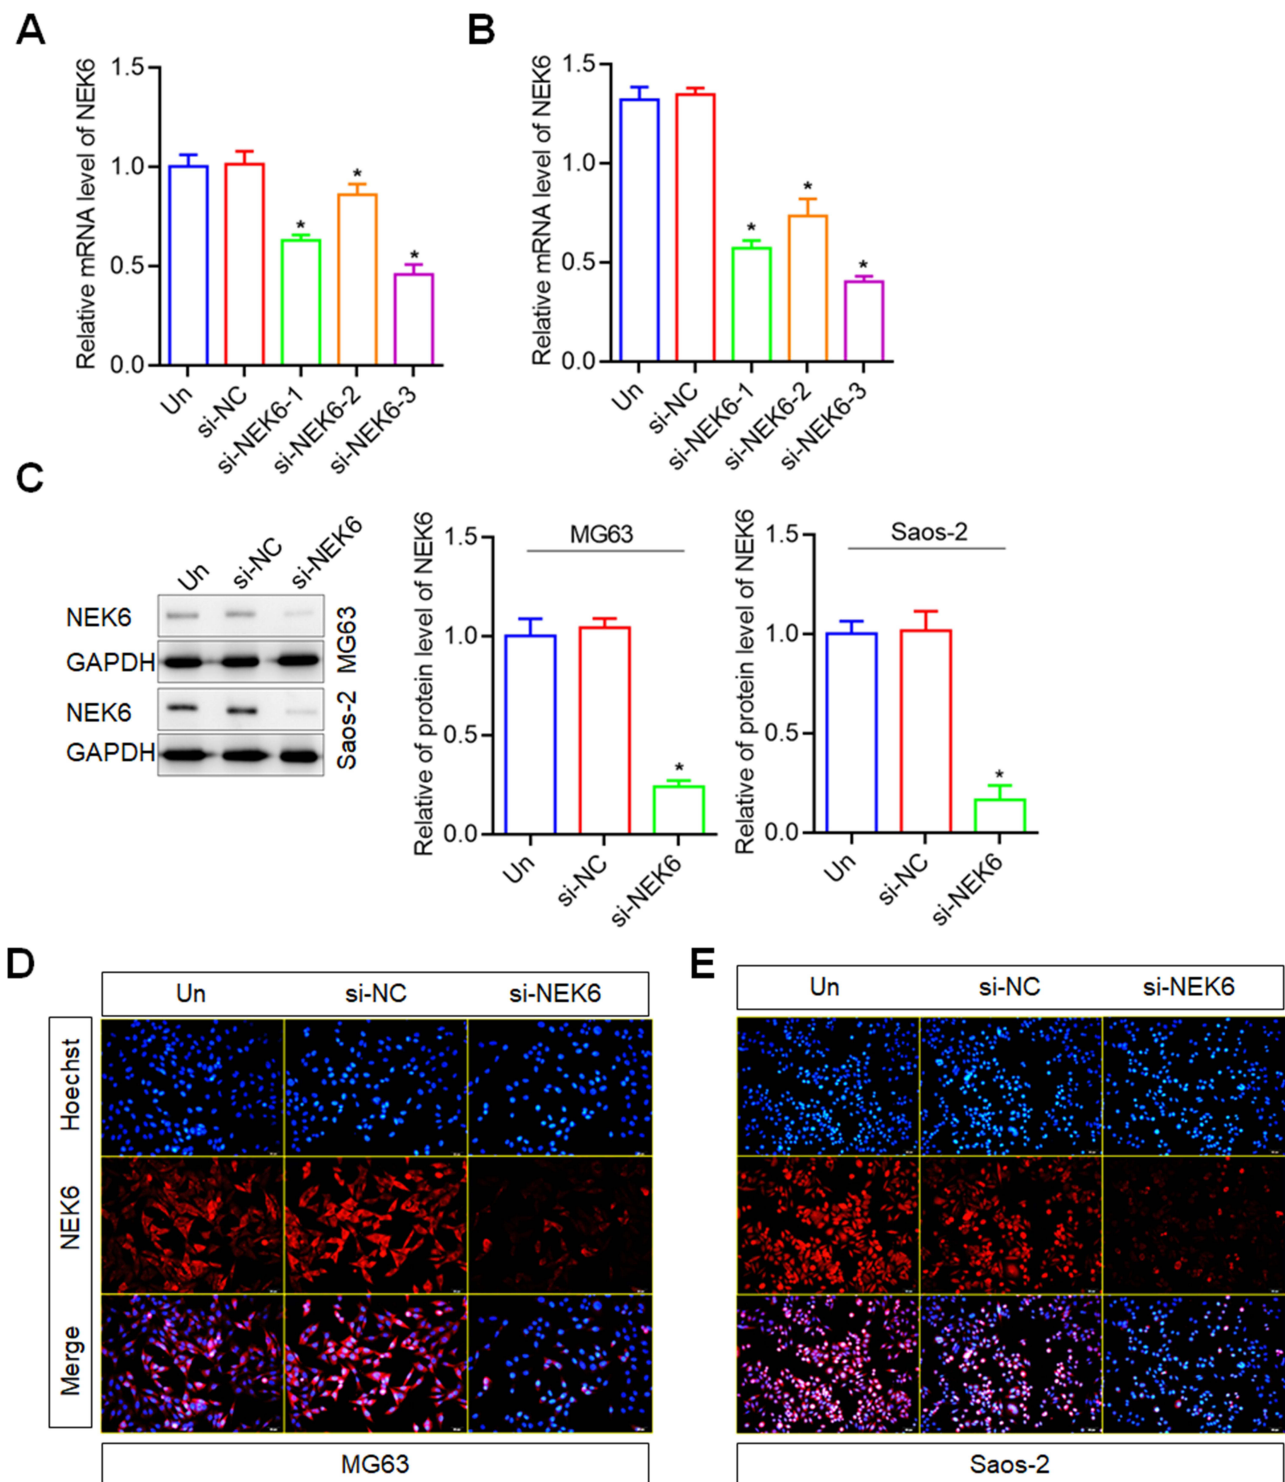 A
Relative mRNA level of NEK6
1.5
1.0
0.5
0.0
*
*
*
Un
si-NC
si-NEK6-1
si-NEK6-2
si-NEK6-3
B
Relative mRNA level of NEK6
1.5
1.0
0.5
0.0
*
*
*
Un
si-NC
si-NEK6-1
si-NEK6-2
si-NEK6-3
C
Un
si-NC
si-NEK6
NEK6
GAPDH
MG63
NEK6
GAPDH
Saos-2
Relative of protein level of NEK6
1.5
1.0
0.5
0.0
MG63
*
Un
si-NC
si-NEK6
Relative of protein level of NEK6
1.5
1.0
0.5
0.0
Saos-2
*
Un
si-NC
si-NEK6
D
Un
si-NC
si-NEK6
Hoechst
NEK6
Merge
MG63
E
Un
si-NC
si-NEK6
Saos-2